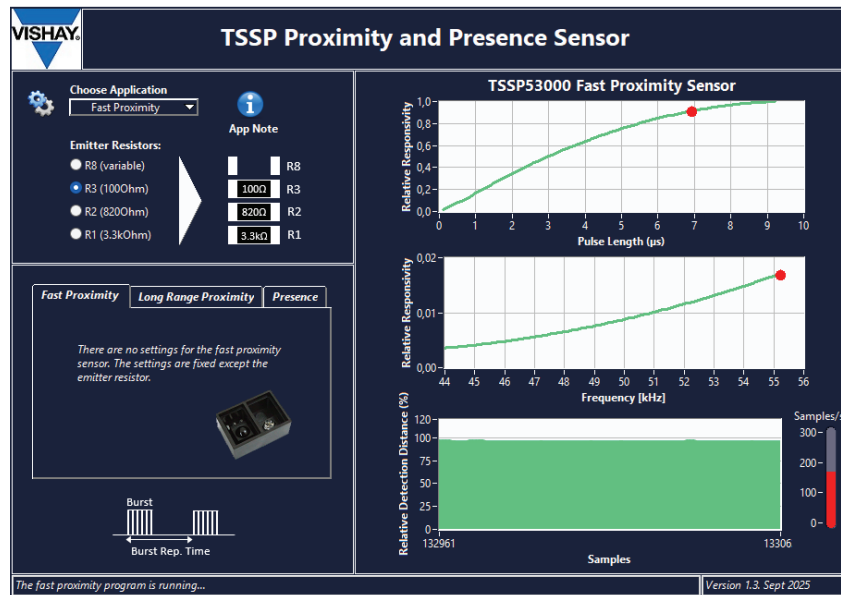 VISHAY.
TSSP Proximity and Presence Sensor
Choose Application
Fast Proximity
App Note
Emitter Resistors:
R8 (variable)
R3 (100Ohm)
R2 (820Ohm)
R1 (3.3kOhm)
R8
100Ω R3
820Ω R2
3.3kΩ R1
Fast Proximity Long Range Proximity Presence
There are no settings for the fast proximity
sensor. The settings are fixed except the
emitter resistor.
Burst
Burst Rep. Time
TSSP53000 Fast Proximity Sensor
Relative Responsivity
1,0
0,8
0,6
0,4
0,2
0,0
0 1 2 3 4 5 6 7 8 9 10
Pulse Length (µs)
Relative Responsivity
0,02
0,01
0,00
44 45 46 47 48 49 50 51 52 53 54 55 56
Frequency [kHz]
Relative Detection Distance (%)
120
100
75
50
25
0
132961 13306
Samples
Samples/s
300
200
100
0
The fast proximity program is running...
Version 1.3. Sept 2025